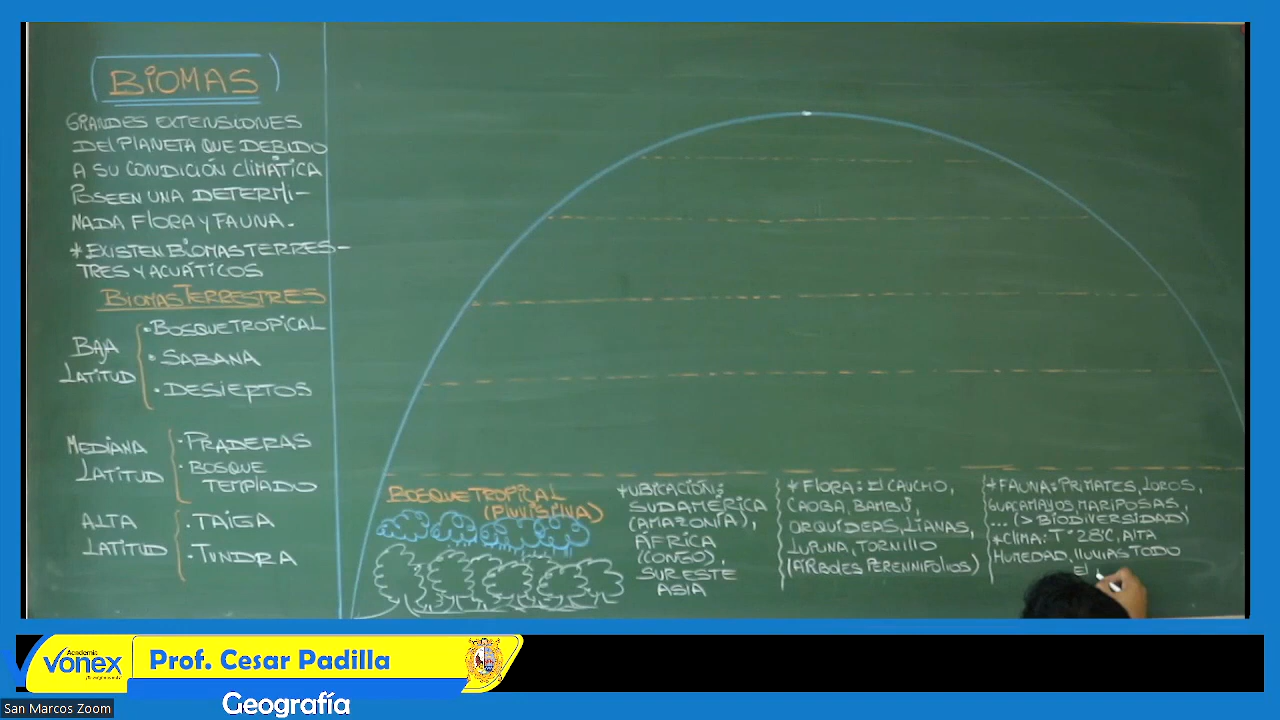 BIOMAS
GRANDES EXTENSIONES
DEL PLANETA QUE DEBIDO
A SU CONDICIÓN CLIMÁTICA
POSEEN UNA DETERMI-
NADA FLORA Y FAUNA.
* EXISTEN BIOMAS TERRES-
TRES Y ACUÁTICOS
BIOMAS TERRESTRES
BAJA
LATITUD
• BOSQUE TROPICAL
• SABANA
• DESIERTOS
MEDIANA
LATITUD
• PRADERAS
• BOSQUE
TEMPLADO
ALTA
LATITUD
• TAIGA
• TUNDRA
BOSQUE TROPICAL
(PLUVISILVA)
* UBICACIÓN:
SUDAMÉRICA
(AMAZONÍA),
ÁFRICA
(CONGO),
SURESTE
ASIA
* FLORA: EL CAUCHO,
CAOBA, BAMBÚ,
ORQUÍDEAS, LIANAS,
LUPUNA, TORNILLO
(ÁRBOLES PERENNIFOLIOS)
* FAUNA: PRIMATES, LOROS,
GUACAMAYOS, MARIPOSAS,
... (> BIODIVERSIDAD)
* CLIMA: T° 28°C, ALTA
HUMEDAD, LLUVIAS TODO
EL
Academia
vonex
Prof. Cesar Padilla
Geografía
San Marcos Zoom